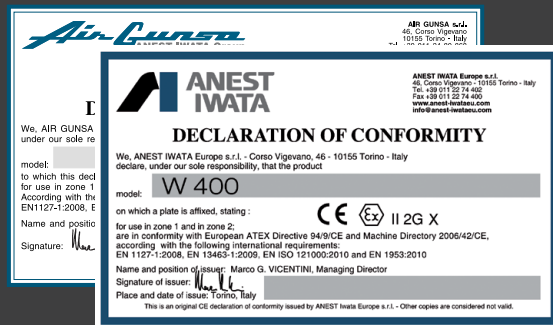 Air Gunsa
ANEST IWATA Group
AIR GUNSA s.r.l.
46, Corso Vigevano
10155 Torino - Italy
We, AIR GUNSA
under our sole re
model:
to which this decl
for use in zone 1
According with the
EN1127-1:2008, E
Name and positio
Signature:
ANEST
IWATA
ANEST IWATA Europe s.r.l.
46, Corso Vigevano - 10155 Torino - Italy
Tel. +39 011 22 74 402
Fax +39 011 22 74 400
www.anest-iwataeu.com
info@anest-iwataeu.com
DECLARATION OF CONFORMITY
We, ANEST IWATA Europe s.r.l. - Corso Vigevano, 46 - 10155 Torino - Italy
declare, under our sole responsibility, that the product
model: W 400
on which a plate is affixed, stating :
CE Ex II 2G X
for use in zone 1 and in zone 2;
are in conformity with European ATEX Directive 94/9/CE and Machine Directory 2006/42/CE,
according with the following international requirements:
EN 1127-1:2008, EN 13463-1:2009, EN ISO 121000:2010 and EN 1953:2010
Name and position of issuer: Marco G. VICENTINI, Managing Director
Signature of issuer:
Place and date of issue: Torino, Italy
This is an original CE declaration of conformity issued by ANEST IWATA Europe s.r.l. - Other copies are considered not valid.